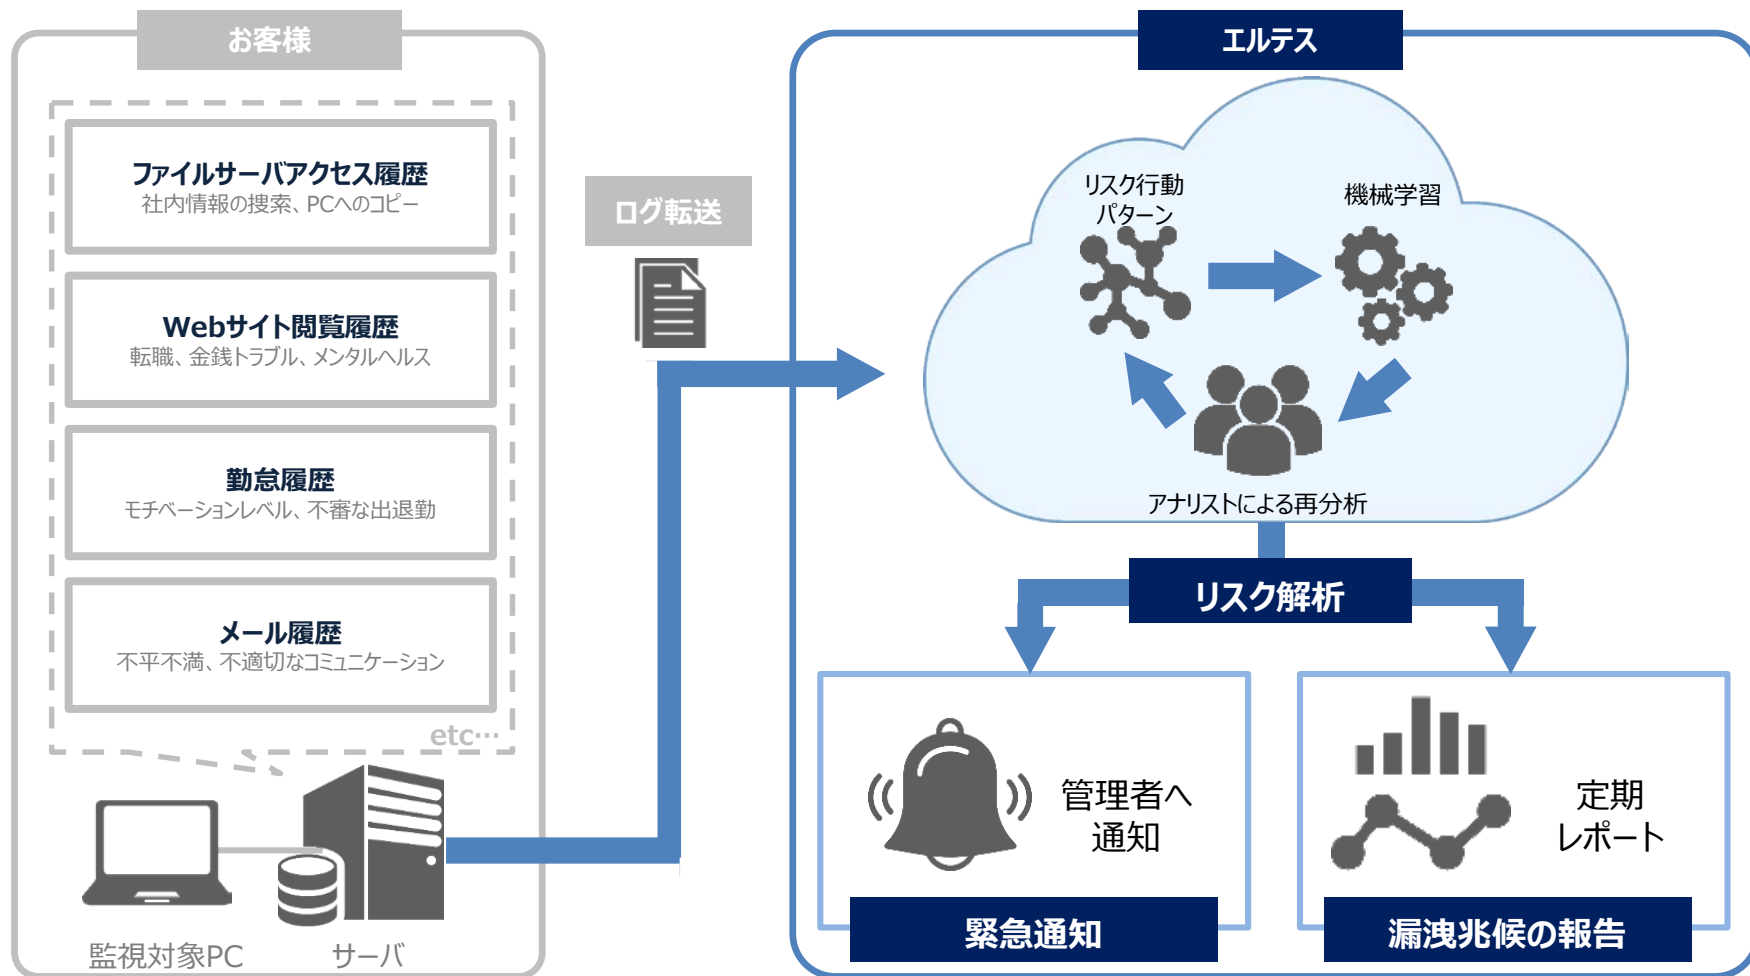 お客様
ファイルサーバアクセス履歴
社内情報の捜索、PCへのコピー
Webサイト閲覧履歴
転職、金銭トラブル、メンタルヘルス
勤怠履歴
モチベーションレベル、不審な出退勤
メール履歴
不平不満、不適切なコミュニケーション
etc…
監視対象PC
サーバ
ログ転送
エルテス
リスク行動
パターン
機械学習
アナリストによる再分析
リスク解析
管理者へ
通知
緊急通知
定期
レポート
漏洩兆候の報告